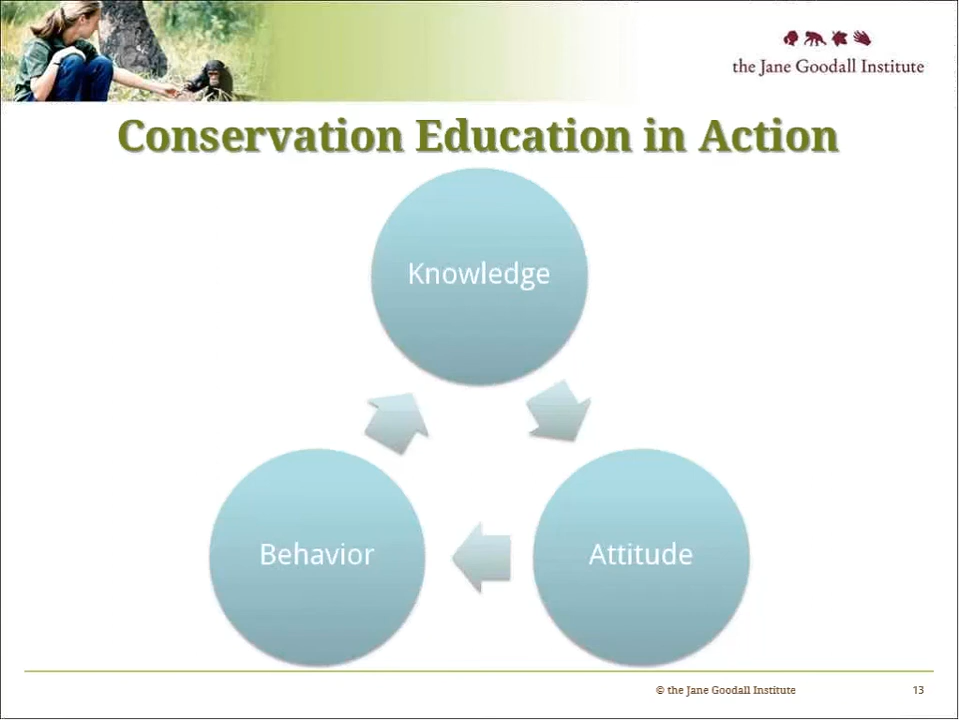 the Jane Goodall Institute
Conservation Education in Action
Knowledge
Behavior
Attitude
© the Jane Goodall Institute
13